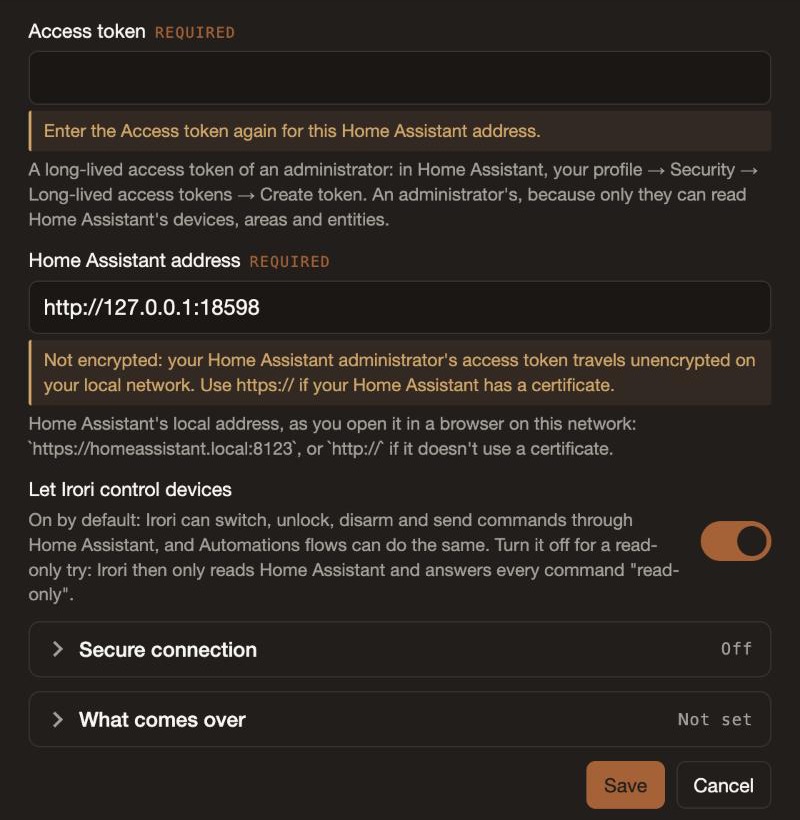 Access token REQUIRED
Enter the Access token again for this Home Assistant address.
A long-lived access token of an administrator: in Home Assistant, your profile → Security →
Long-lived access tokens → Create token. An administrator's, because only they can read
Home Assistant's devices, areas and entities.
Home Assistant address REQUIRED
http://127.0.0.1:18598
Not encrypted: your Home Assistant administrator's access token travels unencrypted on
your local network. Use https:// if your Home Assistant has a certificate.
Home Assistant's local address, as you open it in a browser on this network:
`https://homeassistant.local:8123`, or `http://` if it doesn't use a certificate.
Let Irori control devices
On by default: Irori can switch, unlock, disarm and send commands through
Home Assistant, and Automations flows can do the same. Turn it off for a read-
only try: Irori then only reads Home Assistant and answers every command "read-
only".
Secure connection Off
What comes over Not set
Save Cancel